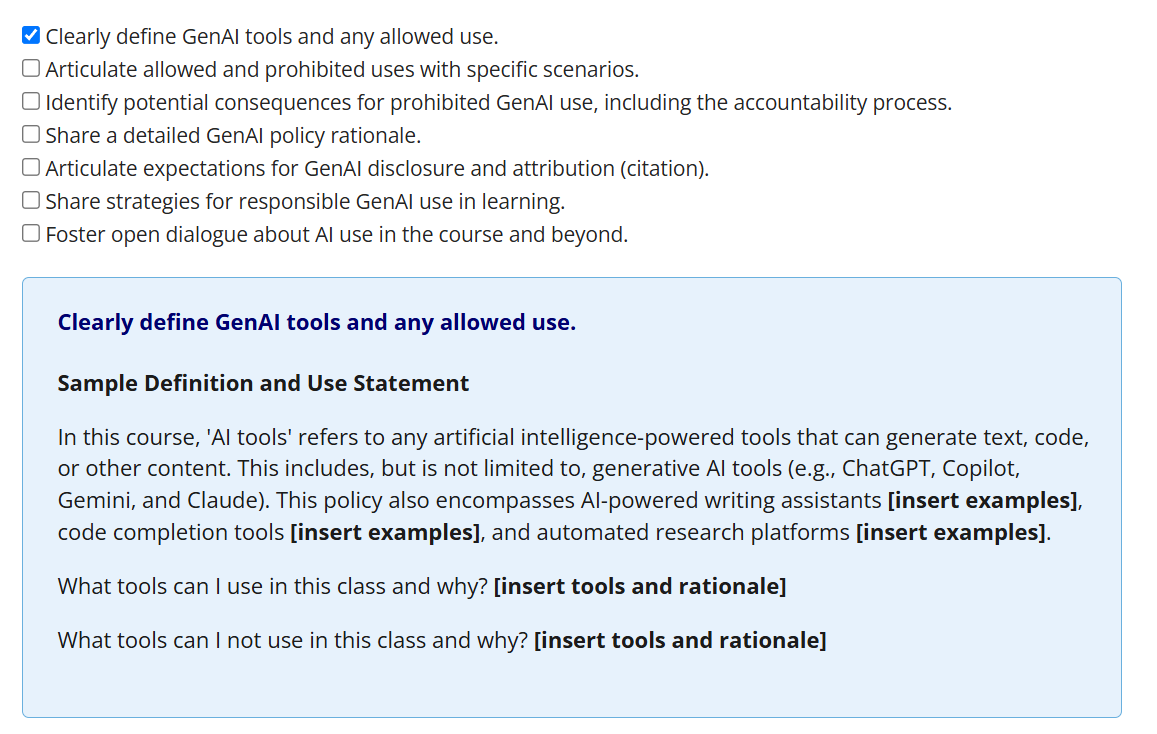 Clearly define GenAI tools and any allowed use.
Articulate allowed and prohibited uses with specific scenarios.
Identify potential consequences for prohibited GenAI use, including the accountability process.
Share a detailed GenAI policy rationale.
Articulate expectations for GenAI disclosure and attribution (citation).
Share strategies for responsible GenAI use in learning.
Foster open dialogue about AI use in the course and beyond.
Clearly define GenAI tools and any allowed use.
Sample Definition and Use Statement
In this course, 'AI tools' refers to any artificial intelligence-powered tools that can generate text, code,
or other content. This includes, but is not limited to, generative AI tools (e.g., ChatGPT, Copilot,
Gemini, and Claude). This policy also encompasses AI-powered writing assistants [insert examples],
code completion tools [insert examples], and automated research platforms [insert examples].
What tools can I use in this class and why? [insert tools and rationale]
What tools can I not use in this class and why? [insert tools and rationale]